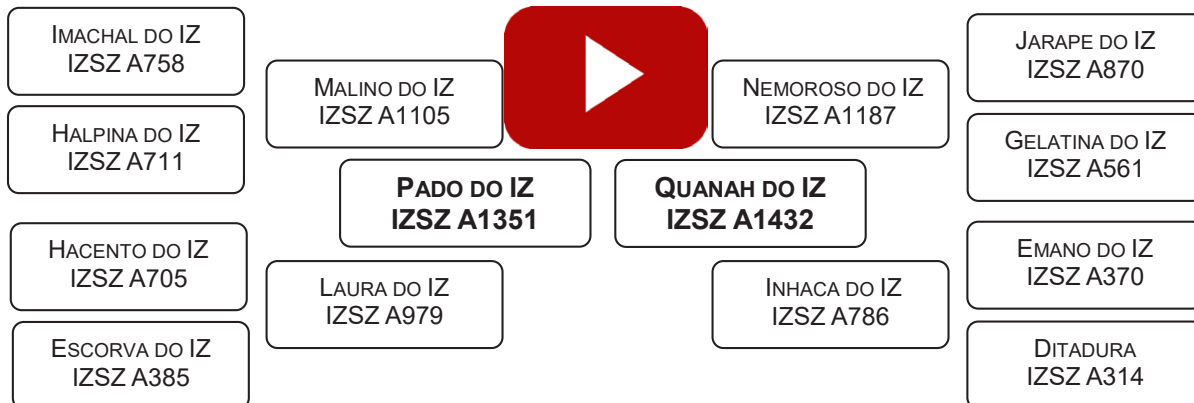 IMACHAL DO IZ
IZSZ A758
HALPINA DO IZ
IZSZ A711
HACENTO DO IZ
IZSZ A705
ESCORVA DO IZ
IZSZ A385
MALINO DO IZ
IZSZ A1105
LAURA DO IZ
IZSZ A979
PADO DO IZ
IZSZ A1351
QUANAH DO IZ
IZSZ A1432
NEMOROSO DO IZ
IZSZ A1187
INHACA DO IZ
IZSZ A786
JARAPE DO IZ
IZSZ A870
GELATINA DO IZ
IZSZ A561
EMANO DO IZ
IZSZ A370
DITADURA
IZSZ A314